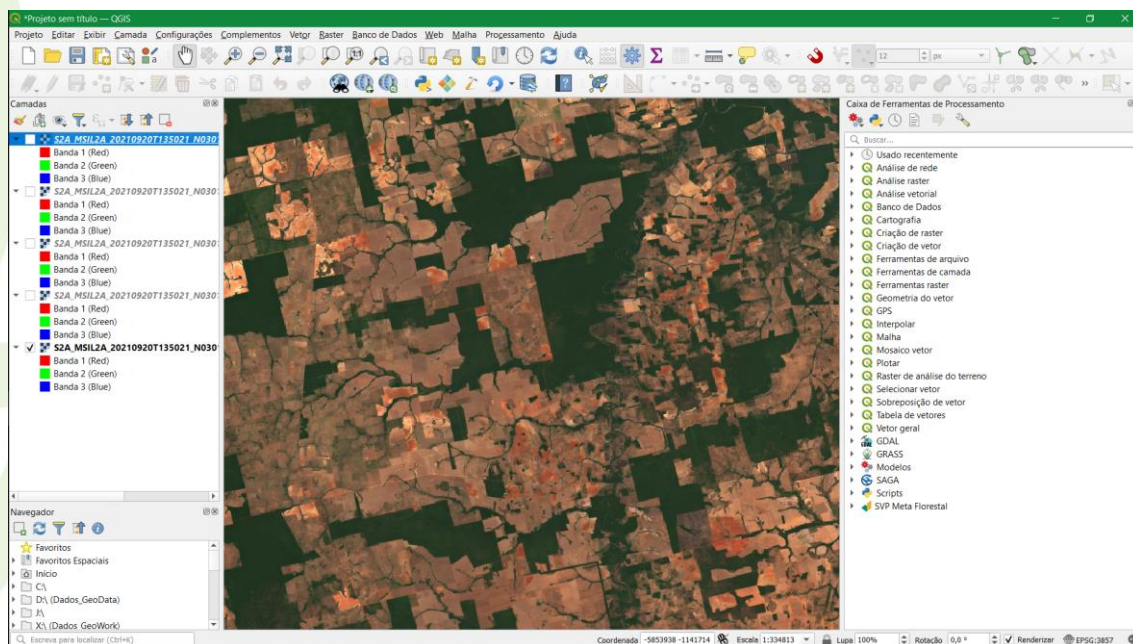 *Projeto sem título — QGIS
Projeto Editar Exibir Camada Configurações Complementos Vetor Raster Banco de Dados Web Malha Processamento Ajuda
12 px
Camadas
S2A_MSIL2A_20210920T135021_N030
Banda 1 (Red)
Banda 2 (Green)
Banda 3 (Blue)
S2A_MSIL2A_20210920T135021_N030
Banda 1 (Red)
Banda 2 (Green)
Banda 3 (Blue)
S2A_MSIL2A_20210920T135021_N030
Banda 1 (Red)
Banda 2 (Green)
Banda 3 (Blue)
S2A_MSIL2A_20210920T135021_N030
Banda 1 (Red)
Banda 2 (Green)
Banda 3 (Blue)
S2A_MSIL2A_20210920T135021_N030
Banda 1 (Red)
Banda 2 (Green)
Banda 3 (Blue)
Navegador
Favoritos
Favoritos Espaciais
Início
C:\
D:\ (Dados_GeoData)
J:\
X:\ (Dados_GeoWork)
Caixa de Ferramentas de Processamento
Buscar...
Usado recentemente
Análise de rede
Análise raster
Análise vetorial
Banco de Dados
Cartografia
Criação de raster
Criação de vetor
Ferramentas de arquivo
Ferramentas de camada
Ferramentas raster
Geometria do vetor
GPS
Interpolar
Malha
Mosaico vetor
Plotar
Raster de análise do terreno
Selecionar vetor
Sobreposição de vetor
Tabela de vetores
Vetor geral
GDAL
GRASS
Modelos
SAGA
Scripts
SVP Meta Florestal
Escreva para localizar (Ctrl+K) Coordenada -5853938 -1141714 Escala 1:334813 Lupa 100% Rotação 0,0 ° Renderizar EPSG:3857